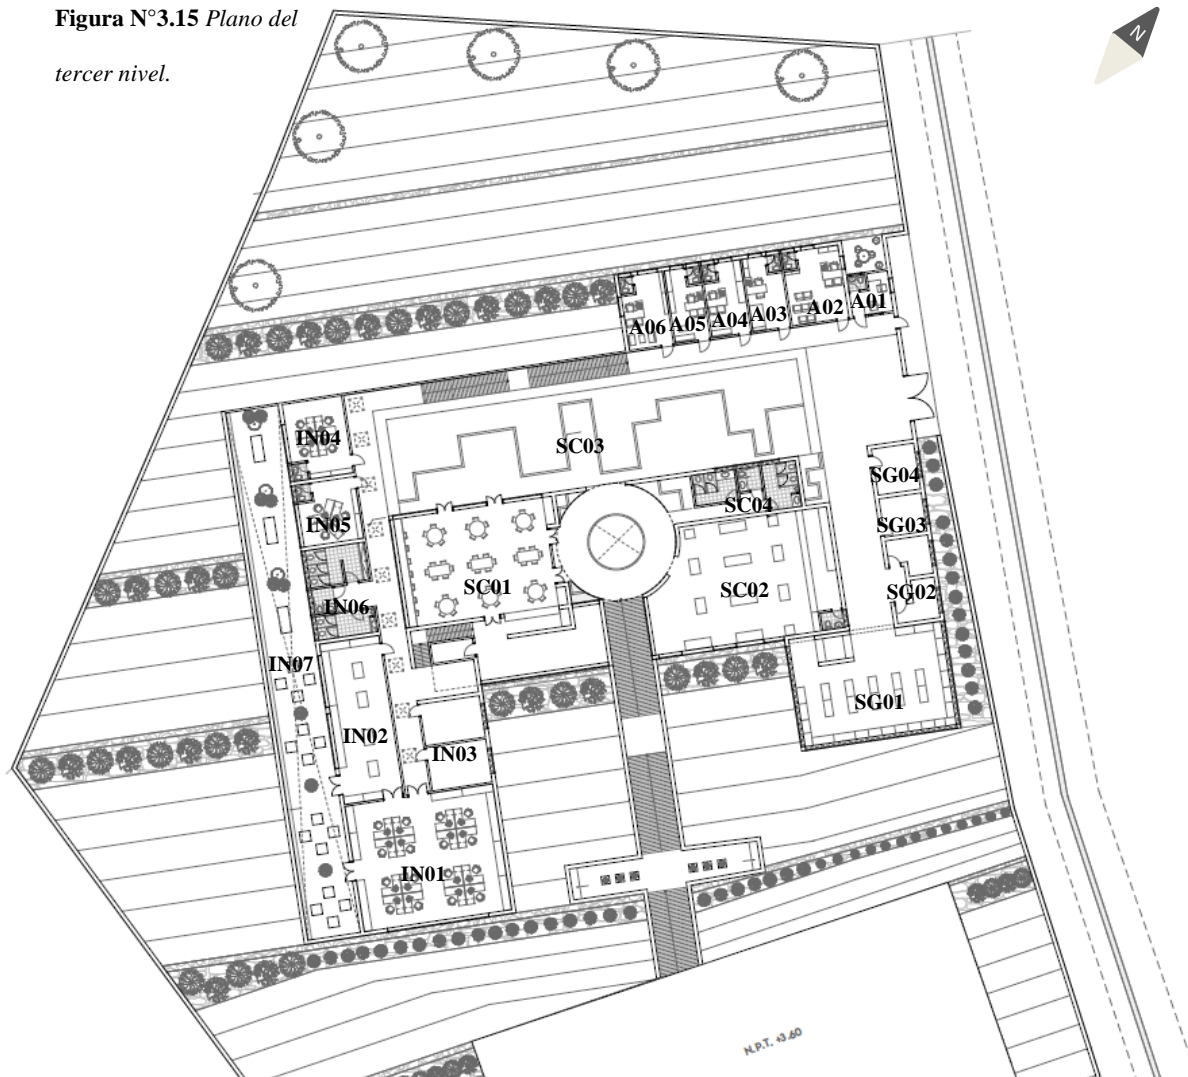 Figura N°3.15 Plano del
tercer nivel.
N
A06 A05 A04 A03 A02 A01
IN04
SC03
SG04
SC04
IN05
SG03
SC01
SC02
SG02
IN06
IN07
SG01
IN02
IN03
IN01
N.P.T. +3.60